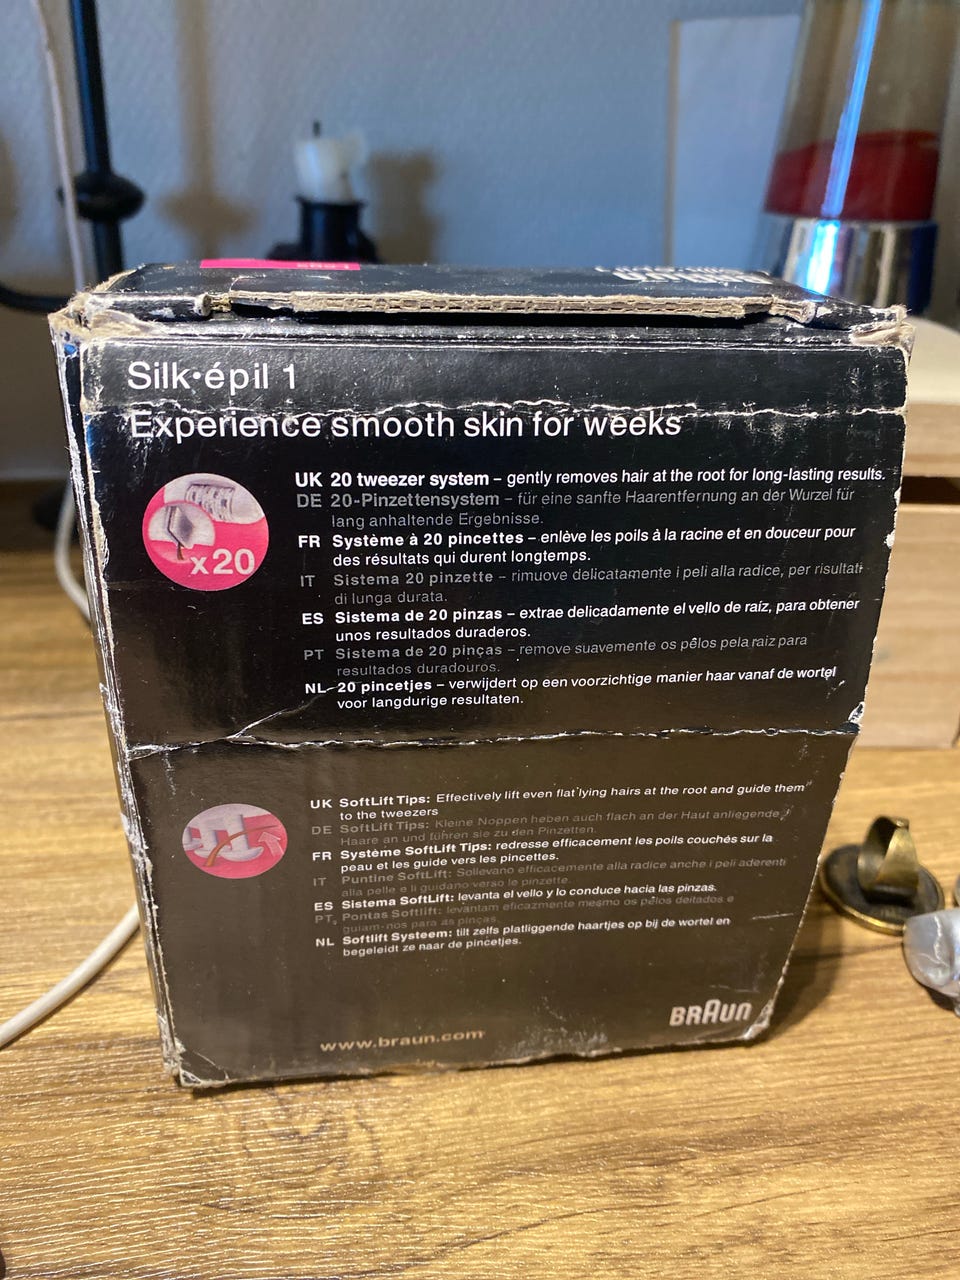 Silk·épil 1
Experience smooth skin for weeks
x20
UK 20 tweezer system – gently removes hair at the root for long-lasting results.
DE 20-Pinzettensystem – für eine sanfte Haarentfernung an der Wurzel für
lang anhaltende Ergebnisse.
FR Système à 20 pincettes – enlève les poils à la racine et en douceur pour
des résultats qui durent longtemps.
IT Sistema 20 pinzette – rimuove delicatamente i peli alla radice, per risultati
di lunga durata.
ES Sistema de 20 pinzas – extrae delicadamente el vello de raíz, para obtener
unos resultados duraderos.
PT Sistema de 20 pinças – remove suavemente os pêlos pela raiz para
resultados duradouros.
NL 20 pincetjes – verwijdert op een voorzichtige manier haar vanaf de wortel
voor langdurige resultaten.
UK SoftLift Tips: Effectively lift even flat lying hairs at the root and guide them
to the tweezers
DE SoftLift Tips: Kleine Noppen heben auch flach an der Haut anliegende
Haare an und führen sie zu den Pinzetten.
FR Système SoftLift Tips: redresse efficacement les poils couchés sur la
peau et les guide vers les pincettes.
IT Puntine SoftLift: Sollevano efficacemente alla radice anche i peli aderenti
alla pelle e li guidano verso le pinzette.
ES Sistema SoftLift: levanta el vello y lo conduce hacia las pinzas.
PT Pontas Softlift: levantam eficazmente mesmo os pêlos deitados e
guiam-nos para as pinças.
NL Softlift Systeem: tilt zelfs platliggende haartjes op bij de wortel en
begeleidt ze naar de pincetjes.
BRAUN
www.braun.com